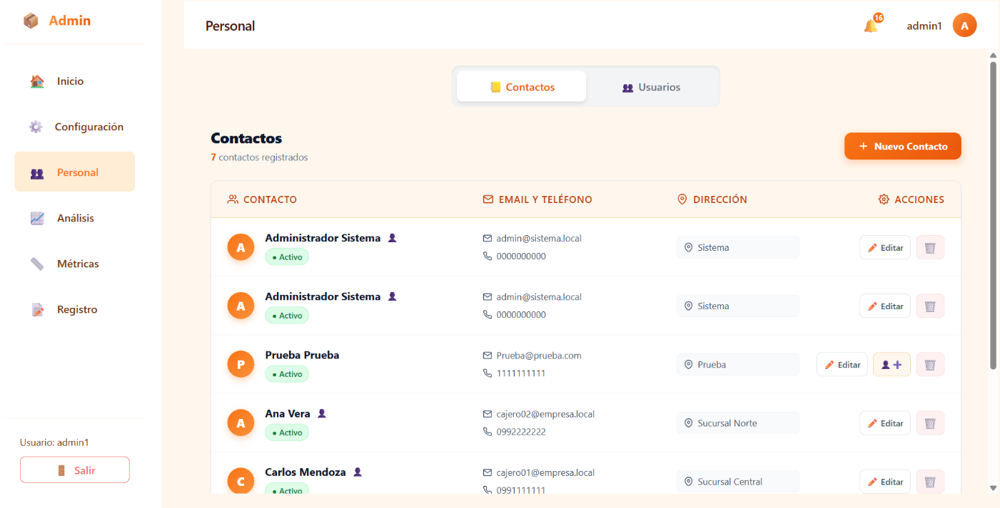 Admin
Inicio
Configuración
Personal
Análisis
Métricas
Registro
Usuario: admin1
Salir
Personal
16
admin1
A
Contactos
Usuarios
Contactos
7 contactos registrados
+ Nuevo Contacto
CONTACTO EMAIL Y TELÉFONO DIRECCIÓN ACCIONES
A
Administrador Sistema
Activo
admin@sistema.local
0000000000
Sistema
Editar
A
Administrador Sistema
Activo
admin@sistema.local
0000000000
Sistema
Editar
P
Prueba Prueba
Activo
Prueba@prueba.com
1111111111
Prueba
Editar
A
Ana Vera
Activo
cajero02@empresa.local
0992222222
Sucursal Norte
Editar
C
Carlos Mendoza
Activo
cajero01@empresa.local
0991111111
Sucursal Central
Editar